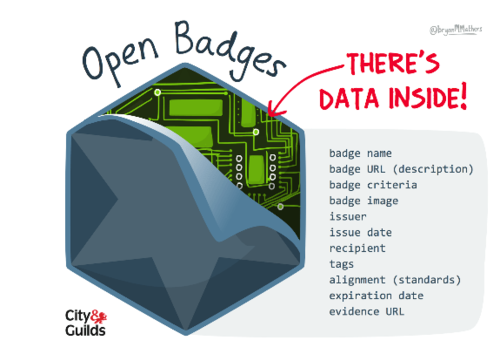 @bryanMMathers
Open Badges
THERE'S
DATA INSIDE!
badge name
badge URL (description)
badge criteria
badge image
issuer
issue date
recipient
tags
alignment (standards)
expiration date
evidence URL
City&
Guilds